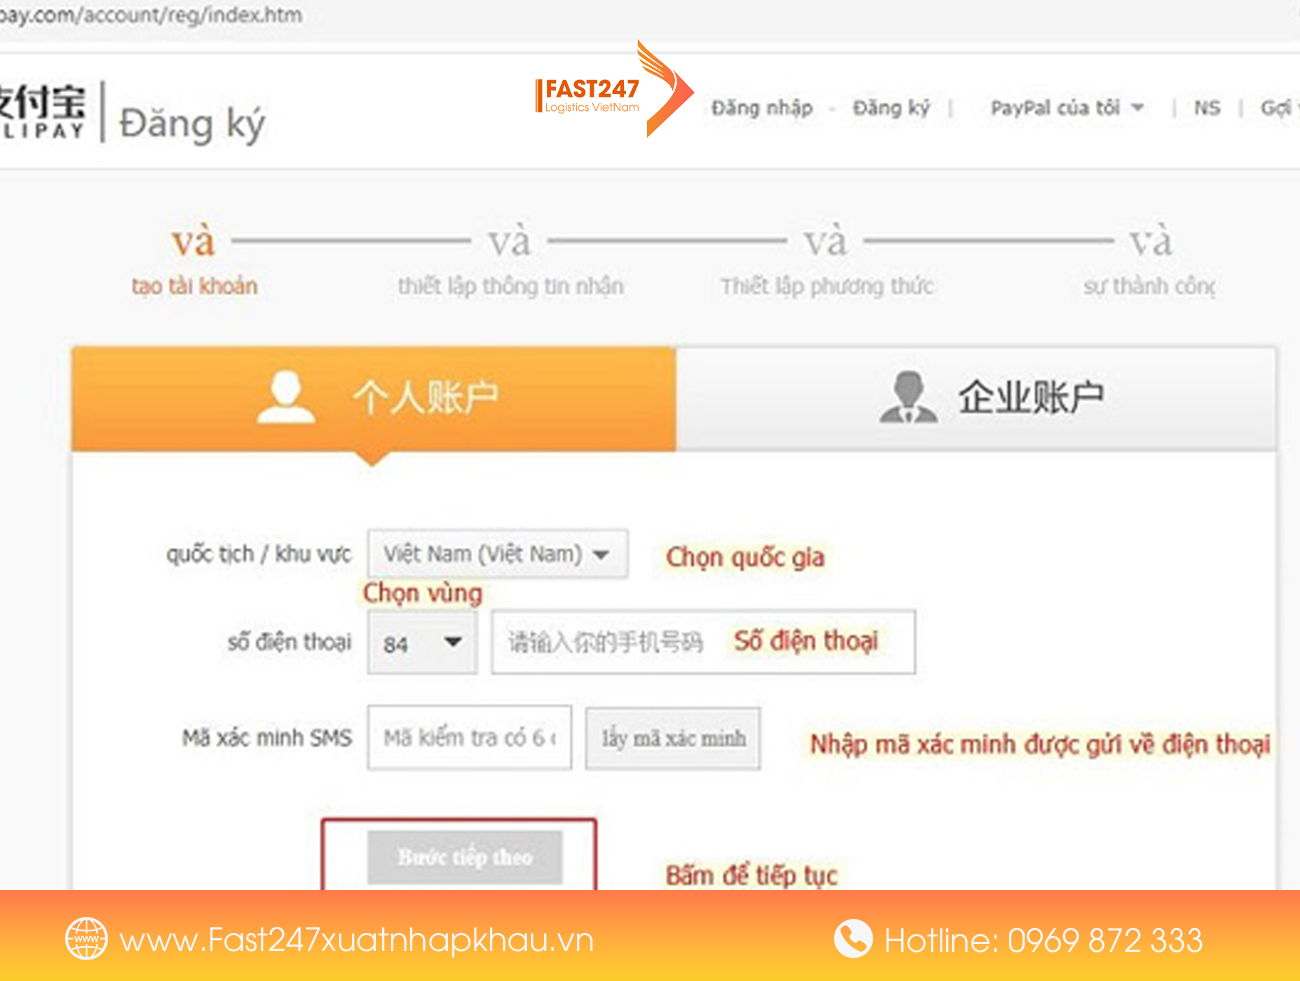 pay.com/account/reg/index.htm
支付宝
LIPAY
Đăng ký
FAST247
Logistics VietNam
Đăng nhập - Đăng ký | PayPal của tôi | NS | Gợi
và và và và
tạo tài khoản thiết lập thông tin nhận Thiết lập phương thức sự thành công
个人账户 企业账户
quốc tịch / khu vực Việt Nam (Việt Nam) Chọn quốc gia
Chọn vùng
số điện thoại 84 请输入你的手机号码 Số điện thoại
Mã xác minh SMS Mã kiểm tra có 6 lấy mã xác minh Nhập mã xác minh được gửi về điện thoại
Bước tiếp theo Bấm để tiếp tục
www www.Fast247xuatnhapkhau.vn Hotline: 0969 872 333